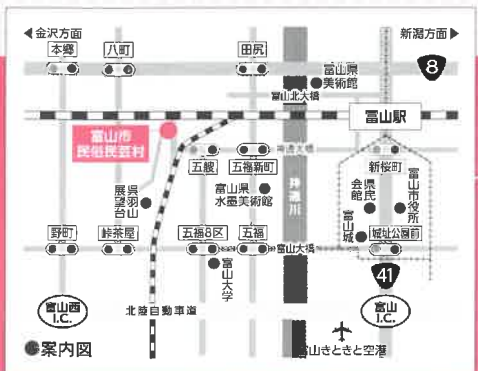 ◀金沢方面
新潟方面▶
本郷
八町
田尻
8
富山県
美術館
富山北大橋
富山駅
富山市
民俗民芸村
神通大橋
五艘
五福新町
新桜町
呉羽山
展望台
富山県
水墨美術館
神通川
県民
会館
富山市役所
富山城
野町
峠茶屋
五福8区
五福
富山大橋
城址公園前
富山大学
41
富山西
I.C.
北陸自動車道
富山
I.C.
富山きときと空港
●案内図